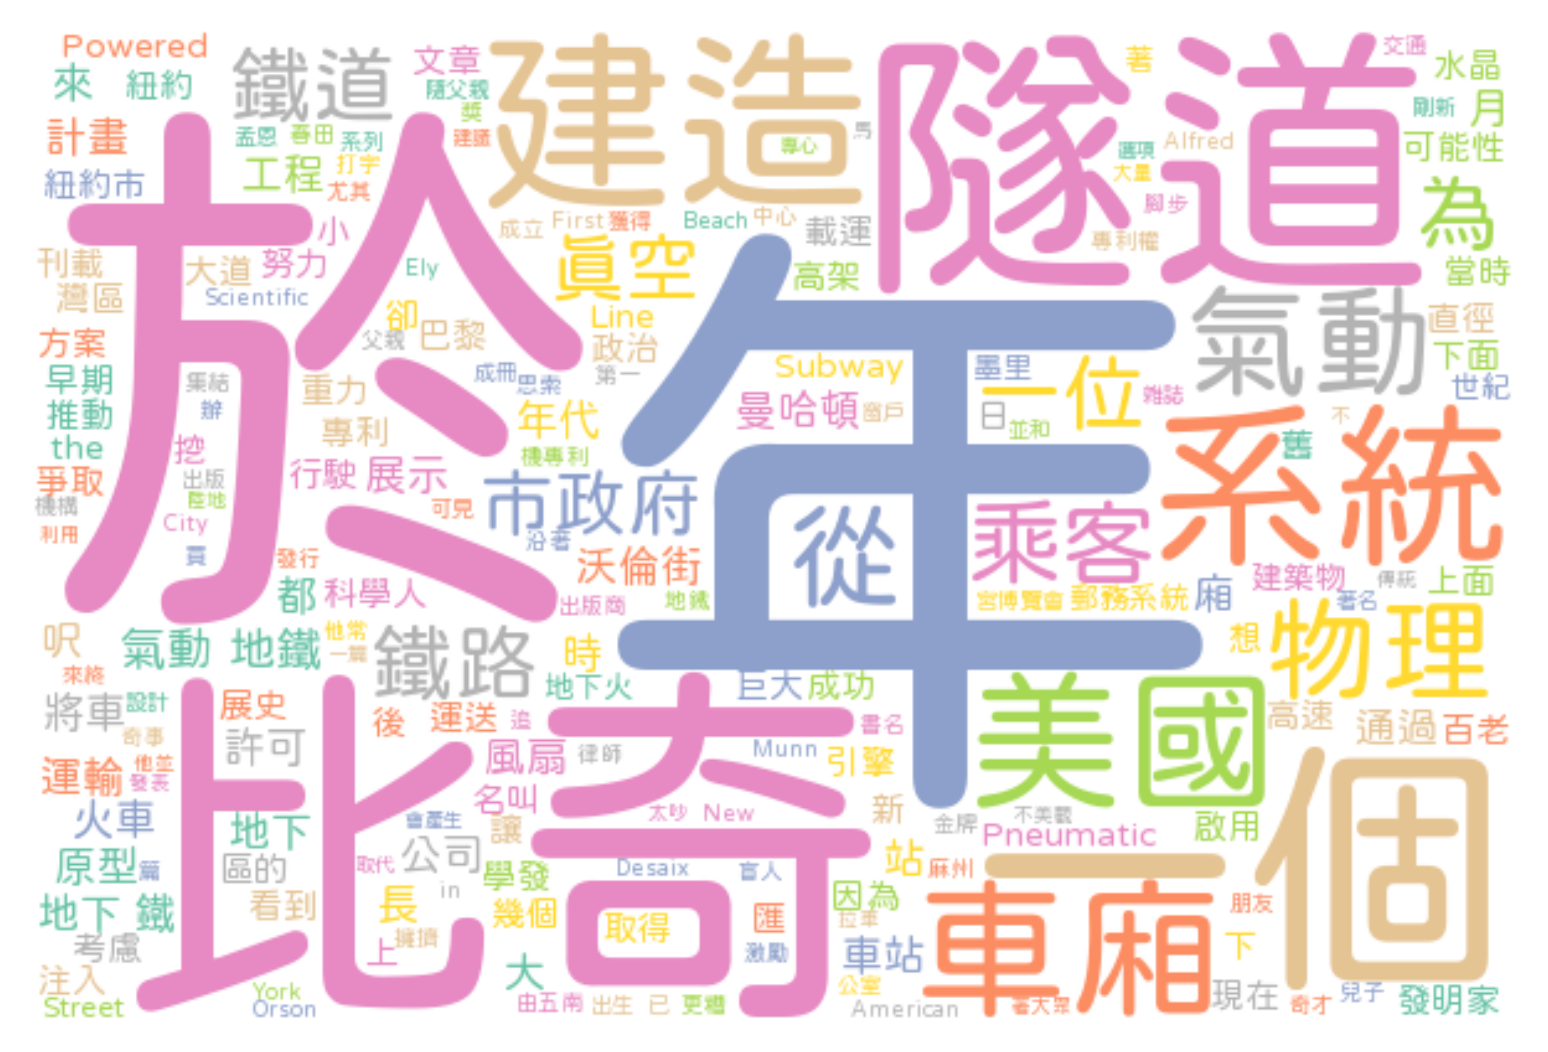 Powered
來 紐約
鐵道
文章
隨父親
獎
建造
隧道
著
交通
水晶
剛新
月
計畫
孟恩
春田
系列
建議
專心
馬
選項
Alfred
可能性
紐約市
工程
打字
尤其
大量
腳步
為
於
小
成立
First
獲得
Beach
中心
載運
專利權
刊載
大道
努力
Ely
真空
高架
年
當時
灣區
Scientific
卻
Line
氣動
直徑
方案
父親
巴黎
政治
下面
早期
集結
重力
成冊
思索
第一
Subway
墨里
一位
雜誌
世紀
推動
辦
年代
曼哈頓
窗戶
日
並和
系統
舊
不
the
挖
專利
機專利
爭取
出版
行駛
展示
市政府
從
乘客
機構
陸地
可見
利用
City
沿著
買
發行
沃倫街
建築物
傳統
上面
都
科學人
出版商
地鐵
宮博覽會
郵務系統
廂
著名
呎
氣動 地鐵
他常
一篇
鐵路
時
想
物理
來終
地下火
巨大
成功
美國
將車
設計
展史
後
運送
追
比奇
書名
高速
通過
百老
奇事
許可
風扇
律師
Munn
引擎
一個
運輸
他並
發表
名叫
太吵
New
新
不美觀
火車
地下
會產生
讓
金牌
Pneumatic
啟用
原型
篇
區的
取代
公司
學發
Desaix
盲人
站
麻州
地下 鐵
看到
長
in
幾個
取得
匯
因為
拉華
車廂
朋友
考慮
上
擁擠
激勵
車站
下
注入
大
公室
Street
York
Orson
由五南
出生
已
更糟
American
審大眾
現在
奇才
兒子
發明家